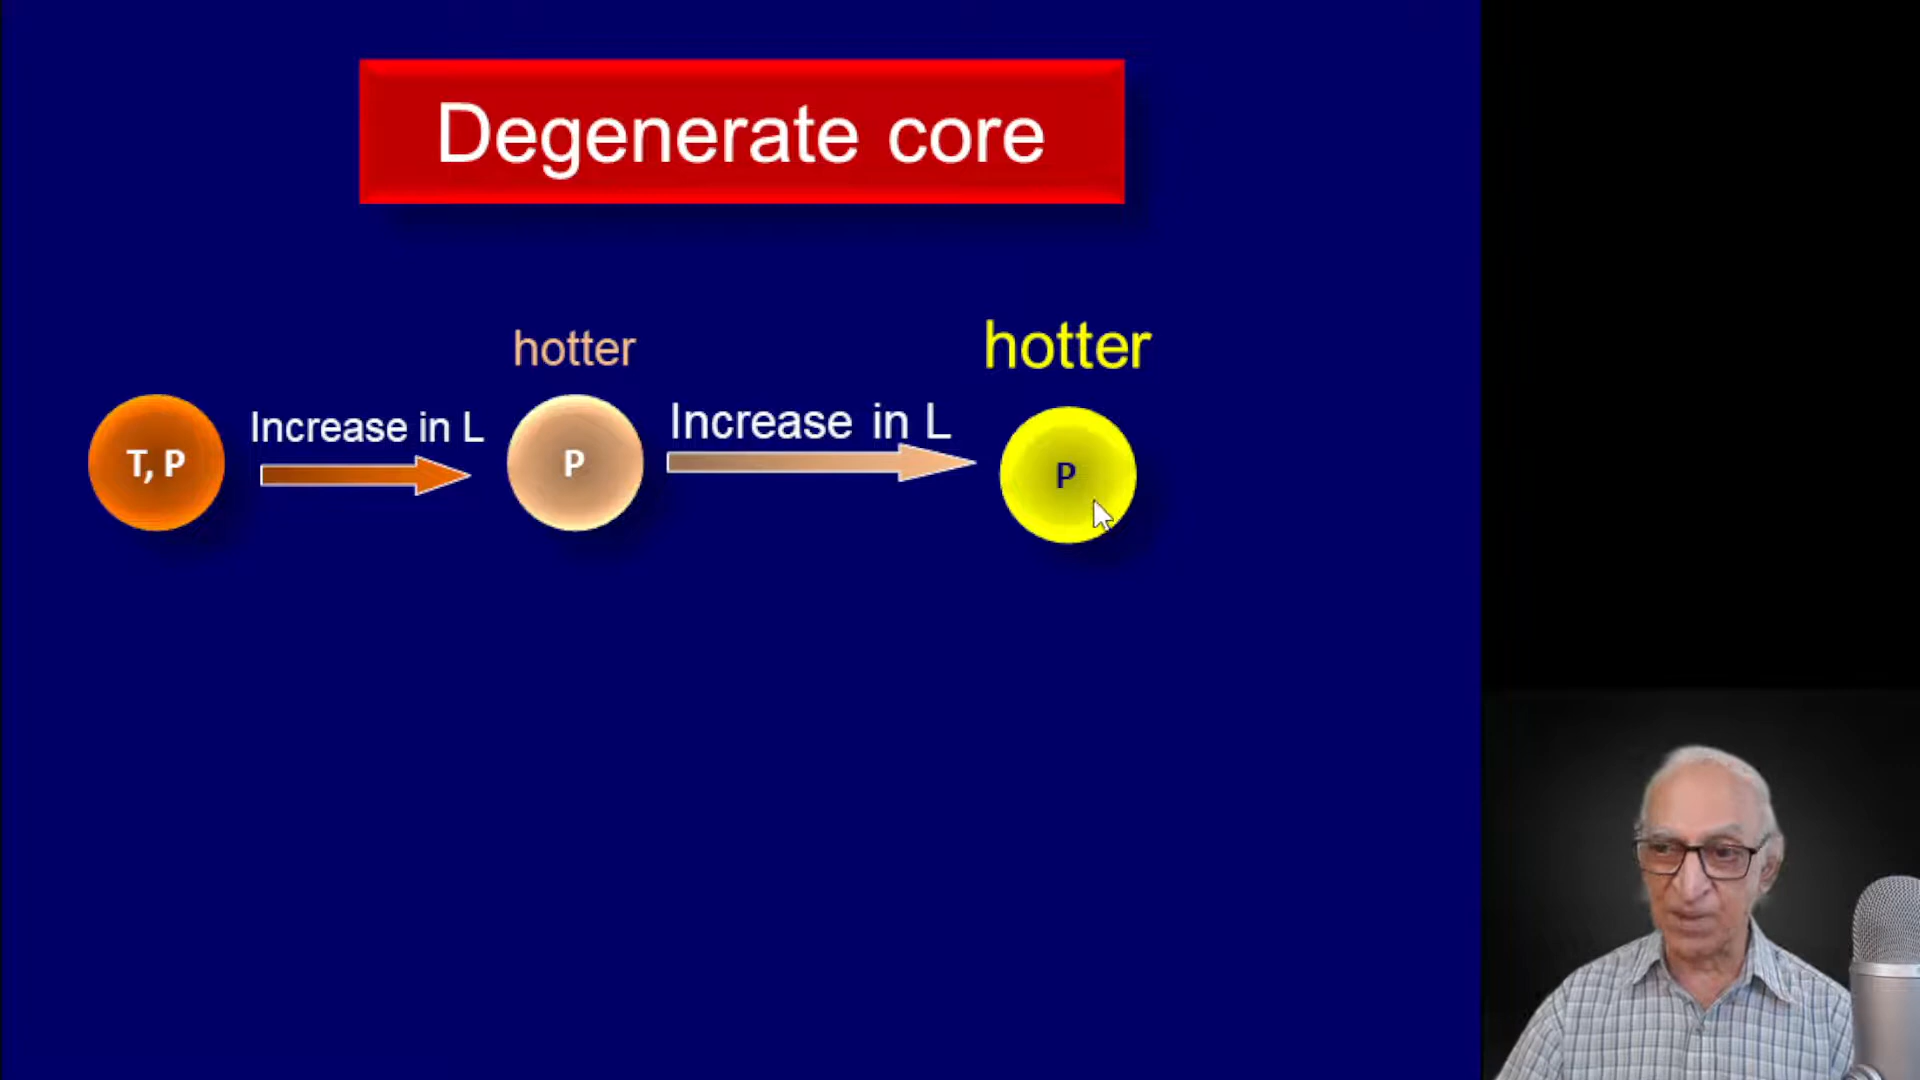 Degenerate core
hotter
hotter
Increase in L
Increase in L
T, P
P
P